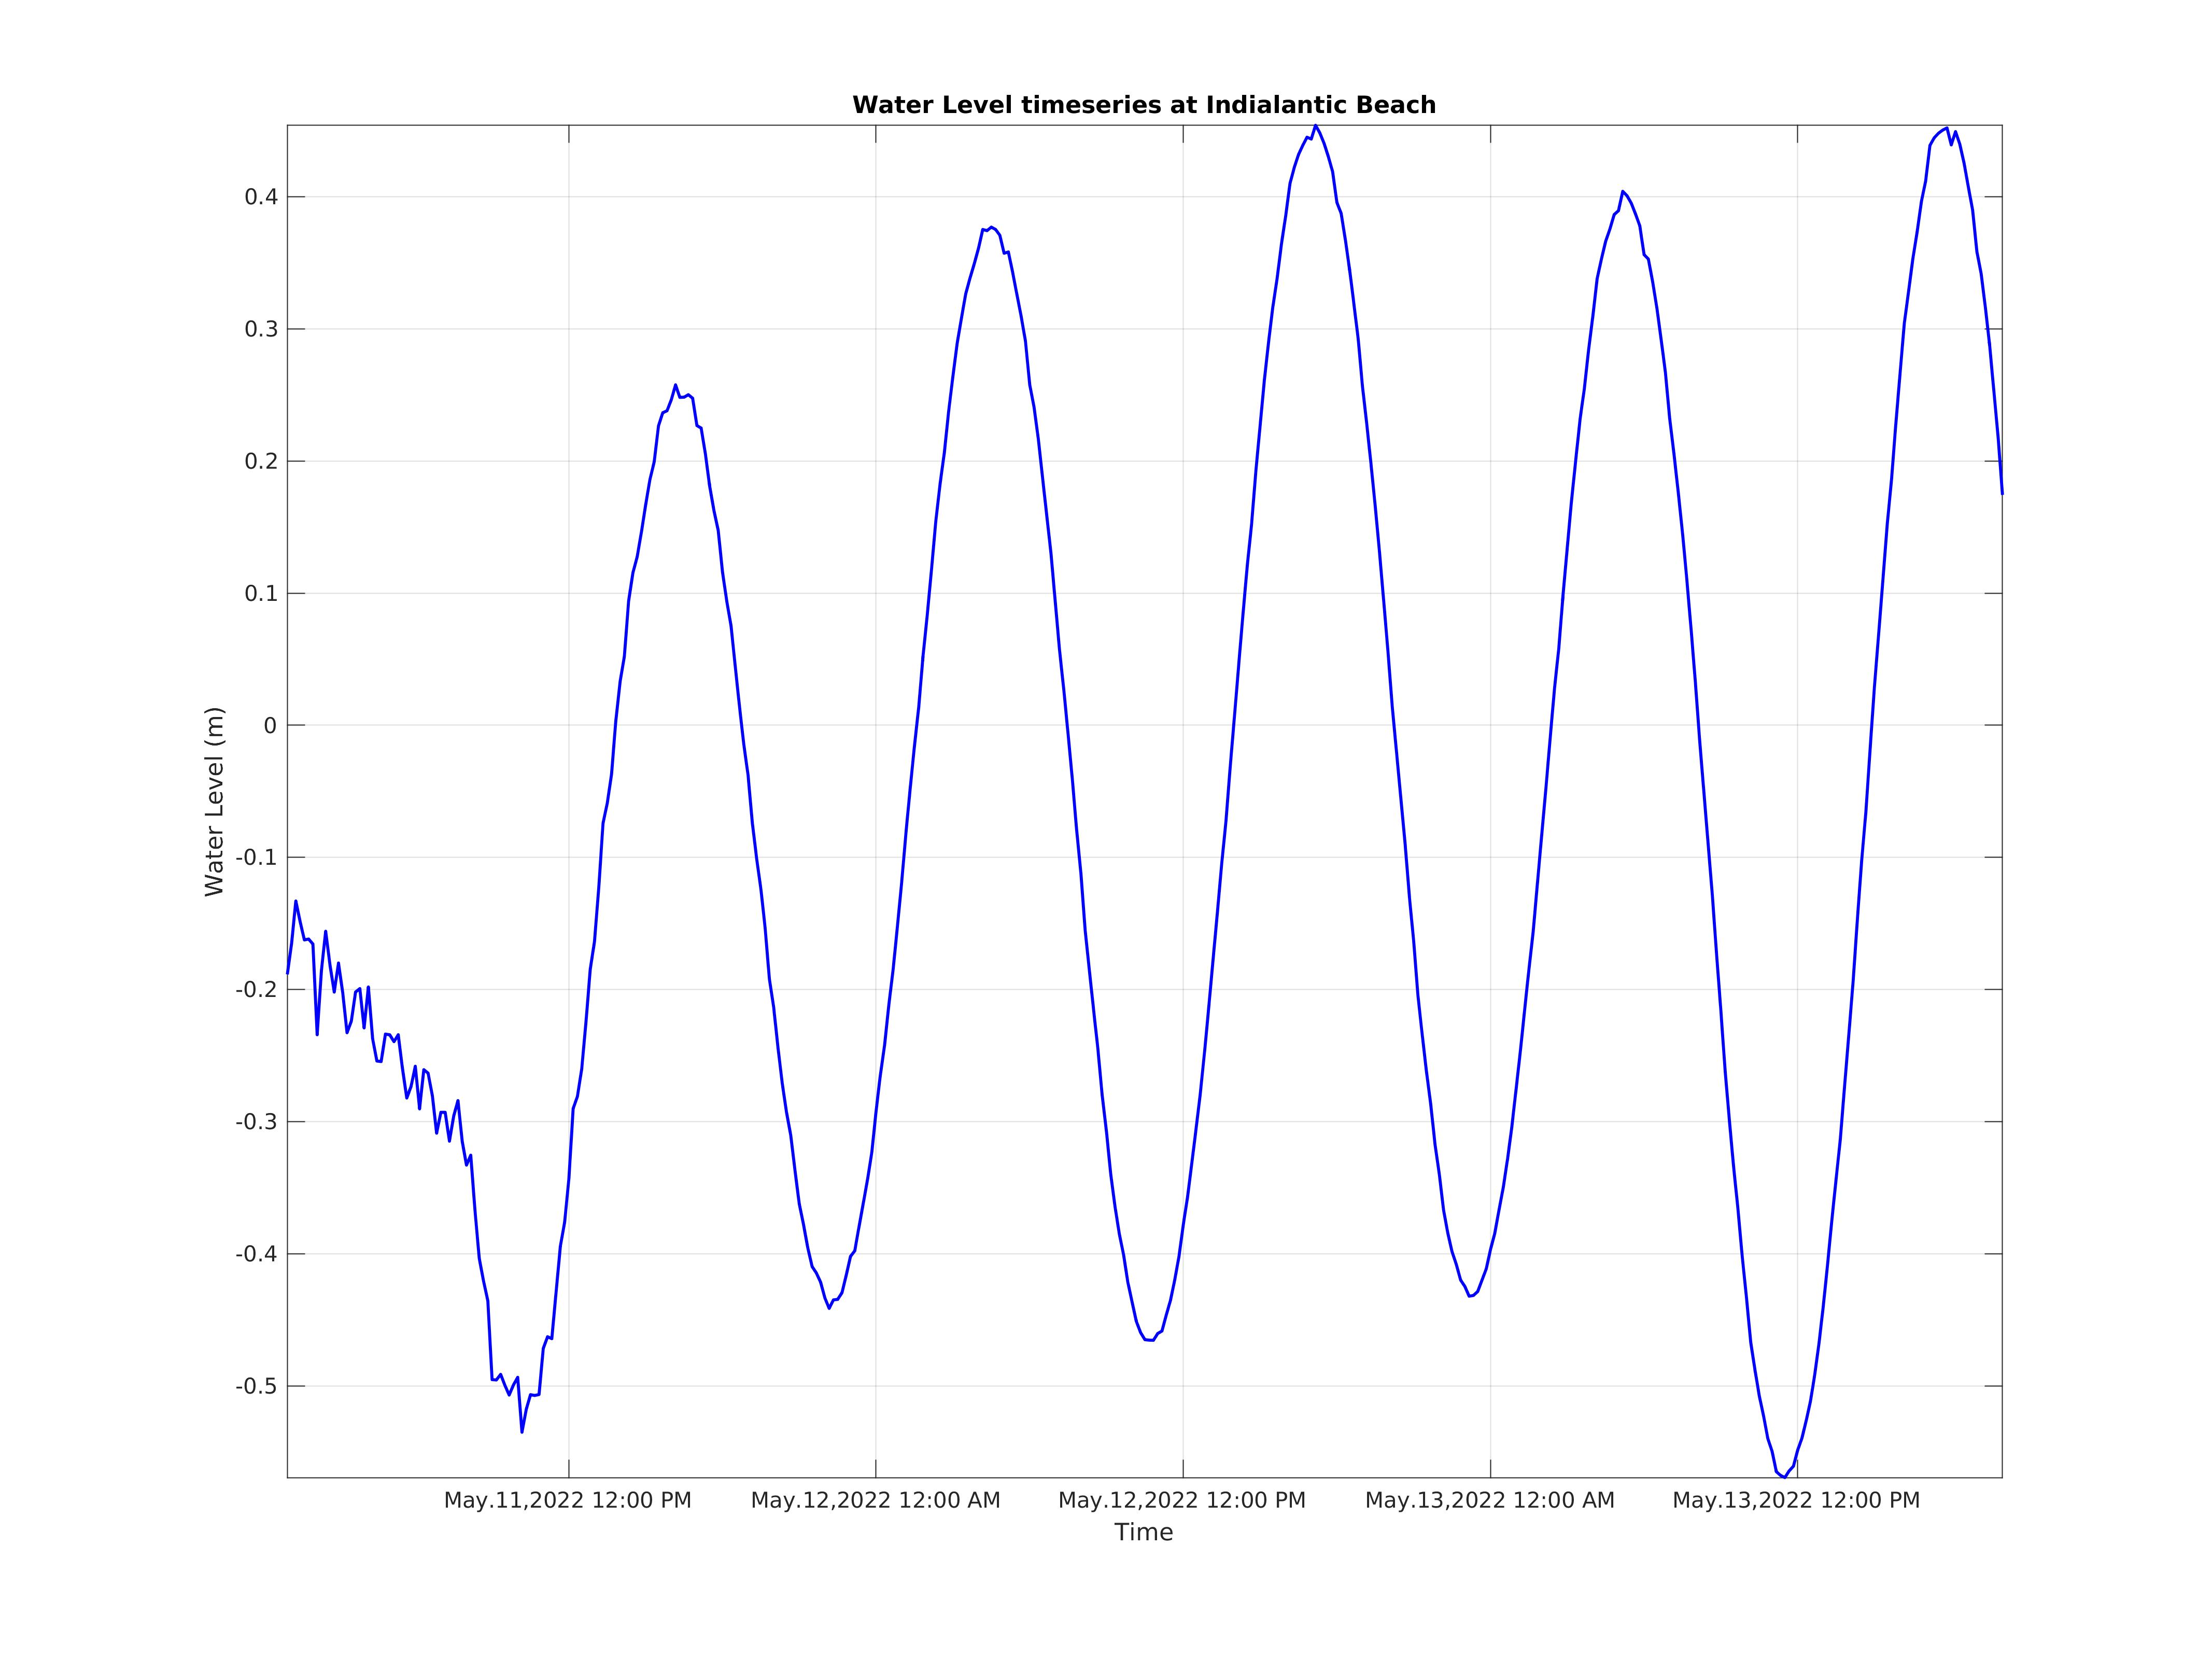 Water Level timeseries at Indialantic Beach
0.4
0.3
0.2
0.1
0
-0.1
-0.2
-0.3
-0.4
-0.5
Water Level (m)
May.11,2022 12:00 PM
May.12,2022 12:00 AM
May.12,2022 12:00 PM
May.13,2022 12:00 AM
May.13,2022 12:00 PM
Time